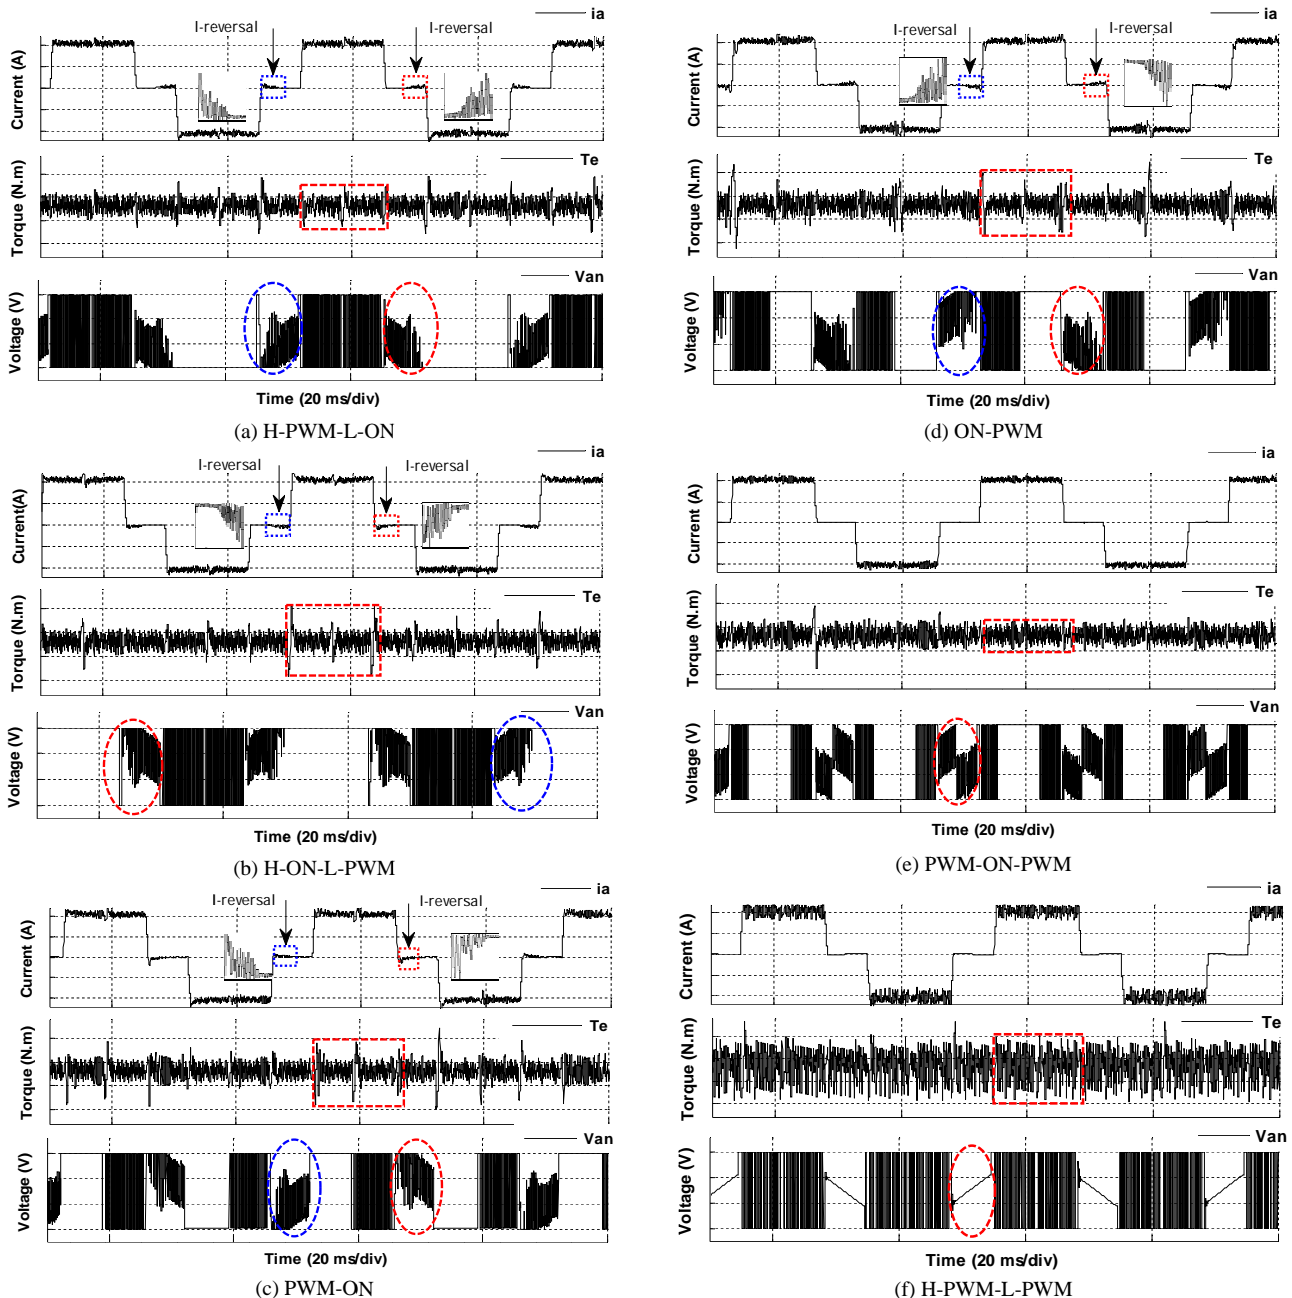 ia
I-reversal I-reversal
Current (A)
Te
Torque (N.m)
Van
Voltage (V)
Time (20 ms/div)
(a) H-PWM-L-ON
ia
I-reversal I-reversal
Current(A)
Te
Torque (N.m)
Van
Voltage (V)
Time (20 ms/div)
(b) H-ON-L-PWM
ia
I-reversal I-reversal
Current (A)
Te
Torque (N.m)
Van
Voltage (V)
Time (20 ms/div)
(c) PWM-ON
ia
I-reversal I-reversal
Current (A)
Te
Torque (N.m)
Van
Voltage (V)
Time (20 ms/div)
(d) ON-PWM
ia
Current (A)
Te
Torque (N.m)
Van
Voltage (V)
Time (20 ms/div)
(e) PWM-ON-PWM
ia
Current (A)
Te
Torque (N.m)
Van
Voltage (V)
Time (20 ms/div)
(f) H-PWM-L-PWM